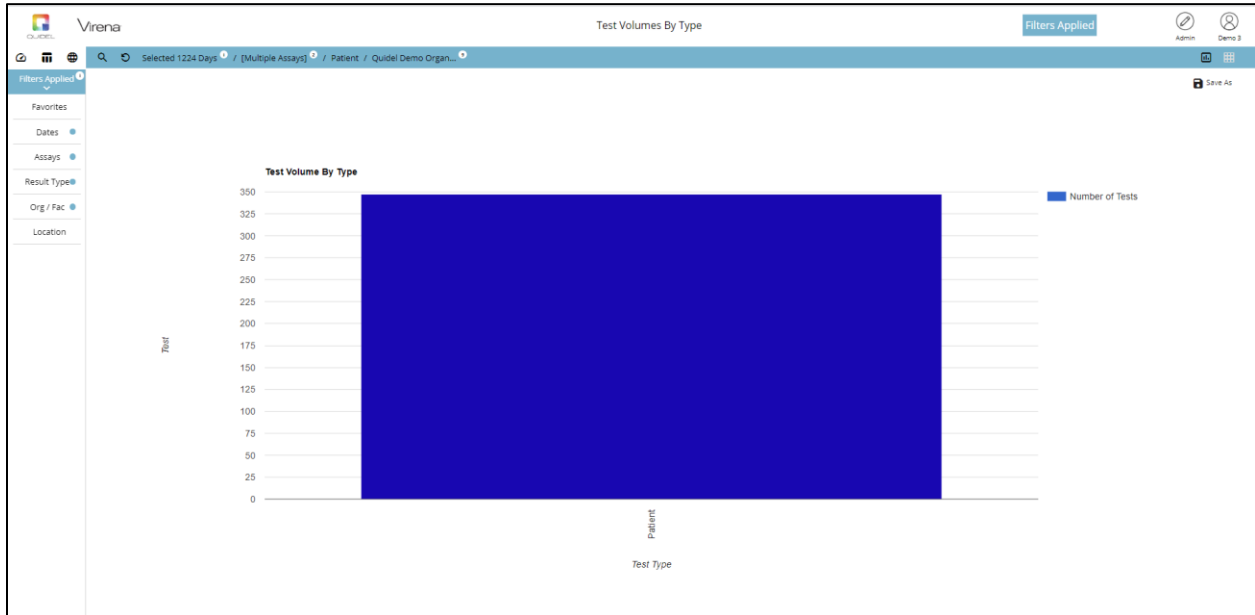 QUIDEL
Virena
Test Volumes By Type
Filters Applied
Admin
Demo 3
Selected 1224 Days 1 / [Multiple Assays] 2 / Patient / Quidel Demo Organ...
Filters Applied
Save As
Favorites
Dates
Assays
Result Type
Org / Fac
Location
Test Volume By Type
350
325
300
275
250
225
200
175
150
125
100
75
50
25
0
Test
Patient
Test Type
Number of Tests